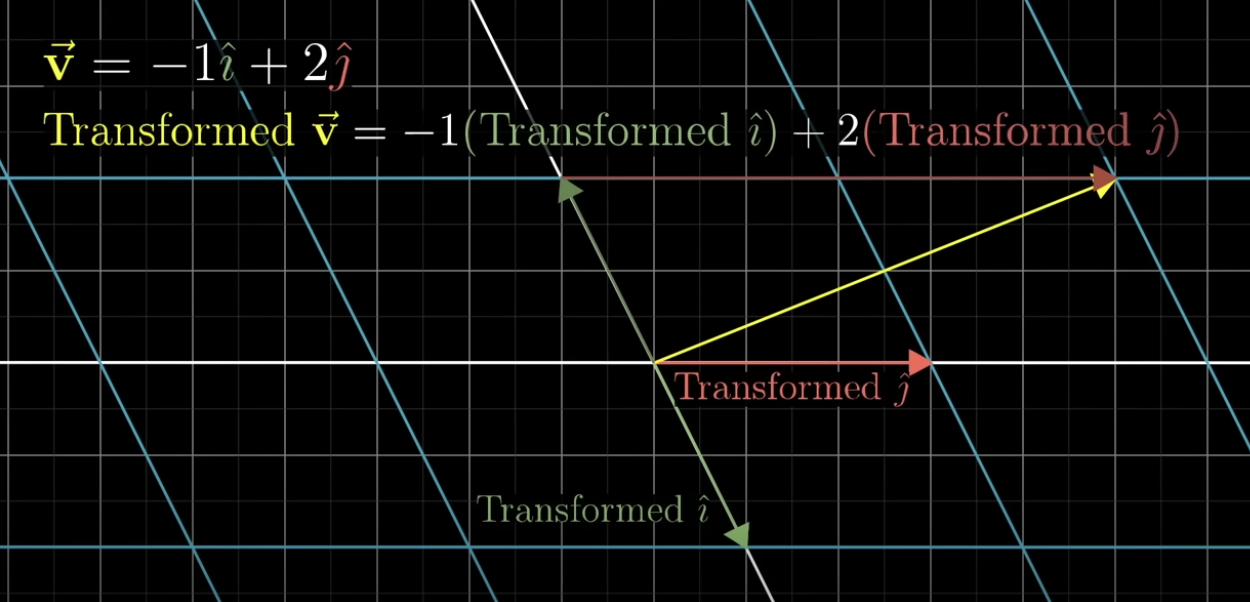 v⃗ = −1î + 2ĵ
Transformed v⃗ = −1(Transformed î) + 2(Transformed ĵ)
Transformed ĵ
Transformed î